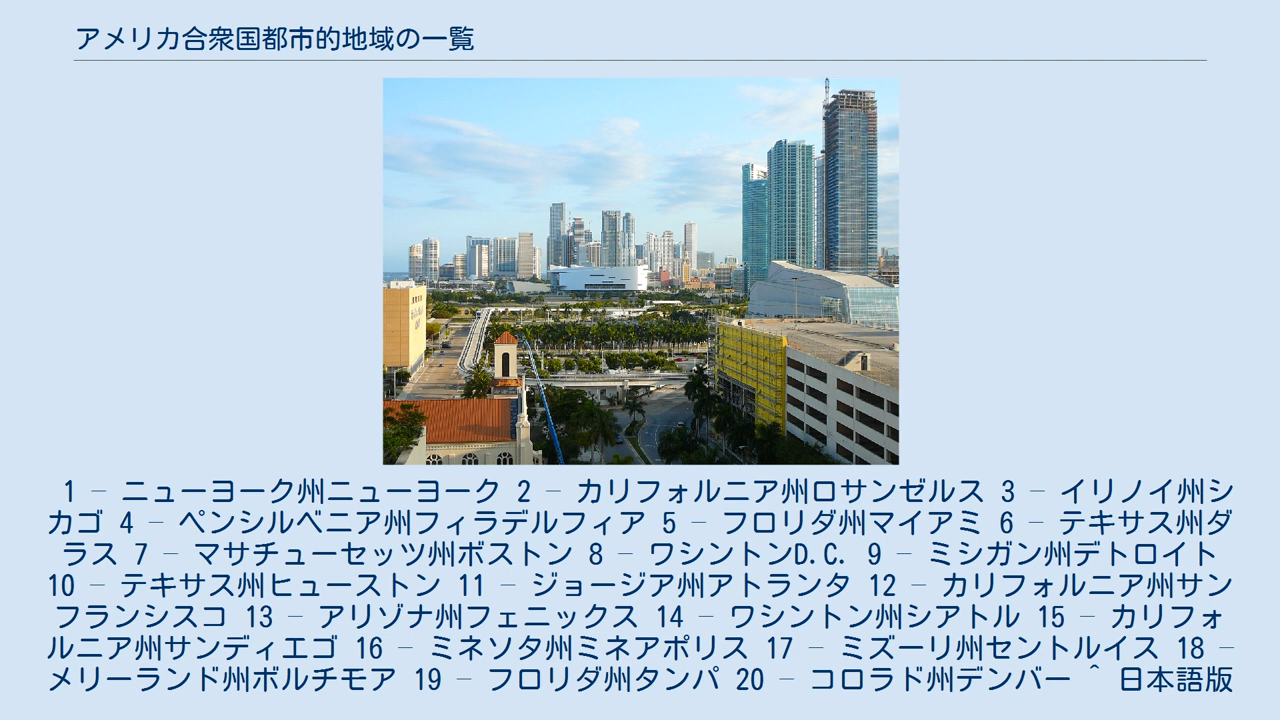 アメリカ合衆国都市的地域の一覧
1 – ニューヨーク州ニューヨーク 2 – カリフォルニア州ロサンゼルス 3 – イリノイ州シ
カゴ 4 – ペンシルベニア州フィラデルフィア 5 – フロリダ州マイアミ 6 – テキサス州ダ
ラス 7 – マサチューセッツ州ボストン 8 – ワシントンD.C. 9 – ミシガン州デトロイト
10 – テキサス州ヒューストン 11 – ジョージア州アトランタ 12 – カリフォルニア州サン
フランシスコ 13 – アリゾナ州フェニックス 14 – ワシントン州シアトル 15 – カリフォ
ルニア州サンディエゴ 16 – ミネソタ州ミネアポリス 17 – ミズーリ州セントルイス 18 –
メリーランド州ボルチモア 19 – フロリダ州タンパ 20 – コロラド州デンバー ^ 日本語版